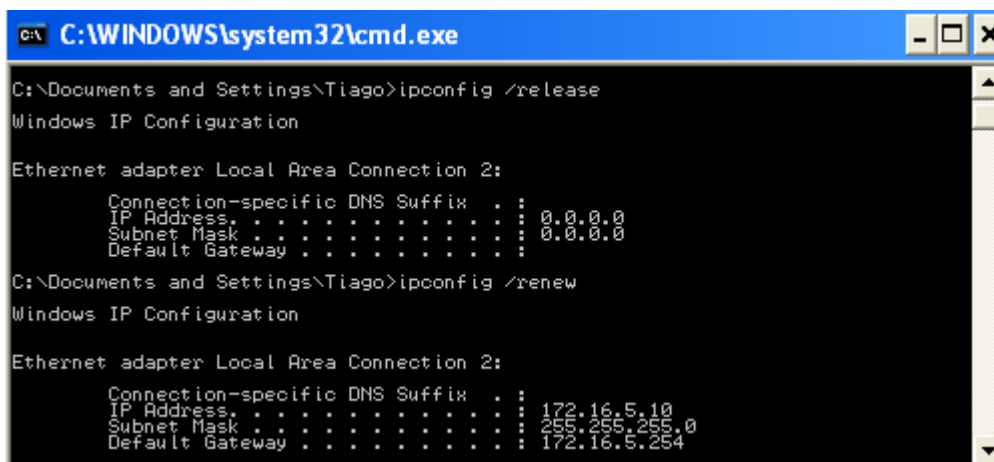 C:\WINDOWS\system32\cmd.exe
C:\Documents and Settings\Tiago>ipconfig /release
Windows IP Configuration
Ethernet adapter Local Area Connection 2:
Connection-specific DNS Suffix . :
IP Address. . . . . . . . . . . . : 0.0.0.0
Subnet Mask . . . . . . . . . . . : 0.0.0.0
Default Gateway . . . . . . . . . :
C:\Documents and Settings\Tiago>ipconfig /renew
Windows IP Configuration
Ethernet adapter Local Area Connection 2:
Connection-specific DNS Suffix . :
IP Address. . . . . . . . . . . . : 172.16.5.10
Subnet Mask . . . . . . . . . . . : 255.255.255.0
Default Gateway . . . . . . . . . : 172.16.5.254